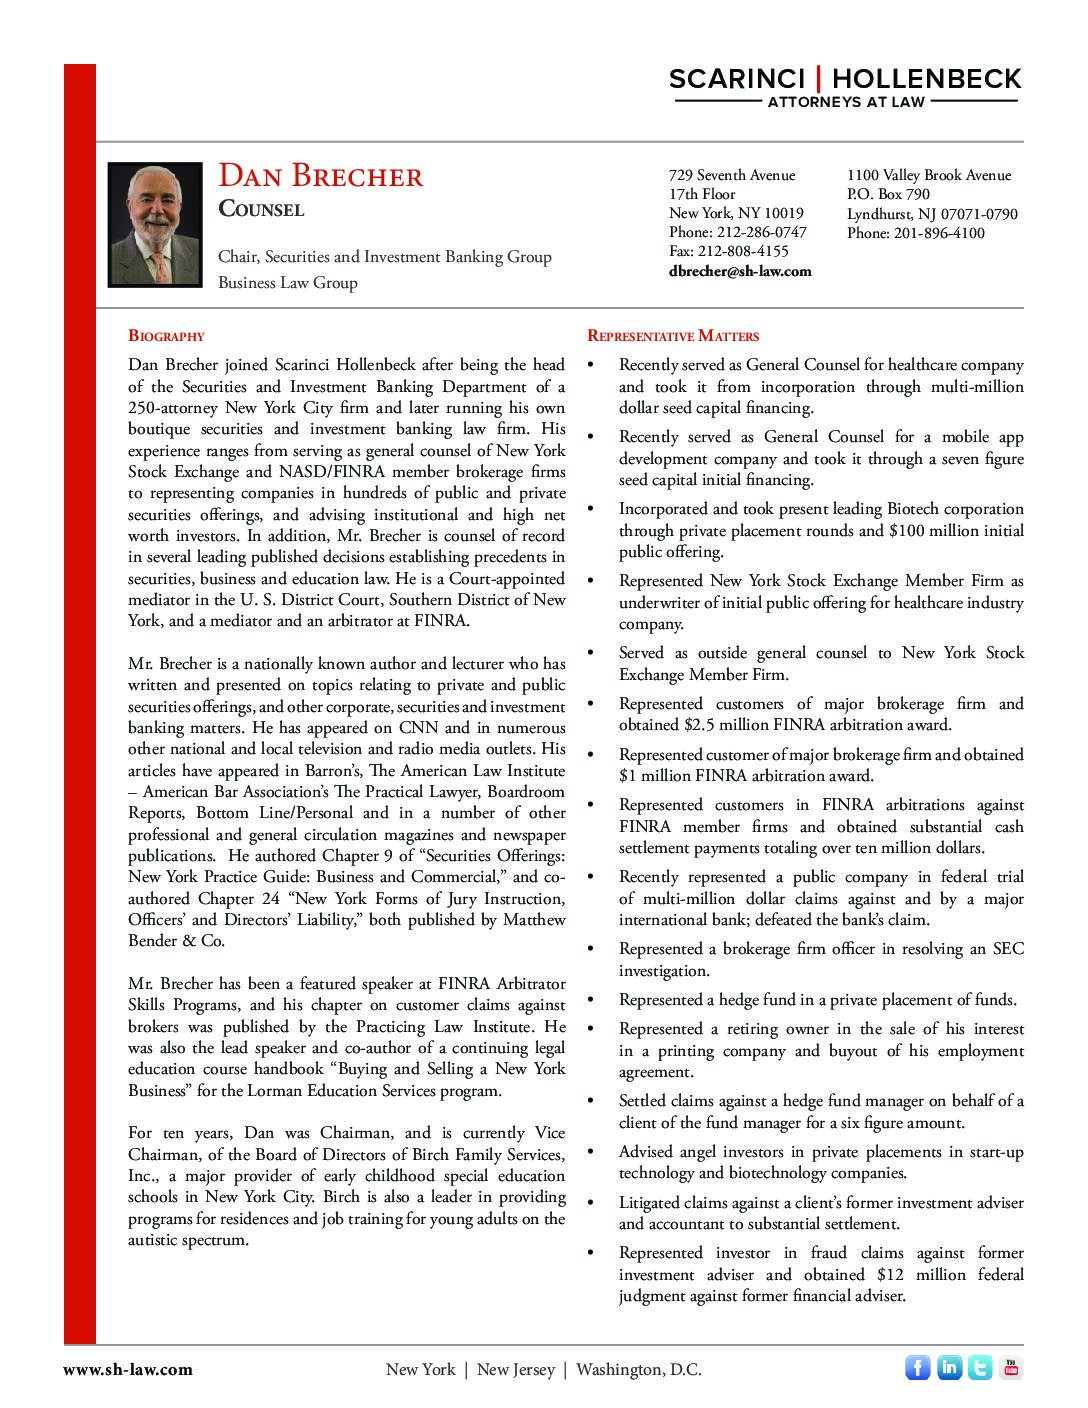 SCARINCI | HOLLENBECK
ATTORNEYS AT LAW
DAN BRECHER
COUNSEL
Chair, Securities and Investment Banking Group
Business Law Group
729 Seventh Avenue
17th Floor
New York, NY 10019
Phone: 212-286-0747
Fax: 212-808-4155
dbrecher@sh-law.com
1100 Valley Brook Avenue
P.O. Box 790
Lyndhurst, NJ 07071-0790
Phone: 201-896-4100
BIOGRAPHY
Dan Brecher joined Scarinci Hollenbeck after being the head
of the Securities and Investment Banking Department of a
250-attorney New York City firm and later running his own
boutique securities and investment banking law firm. His
experience ranges from serving as general counsel of New York
Stock Exchange and NASD/FINRA member brokerage firms
to representing companies in hundreds of public and private
securities offerings, and advising institutional and high net
worth investors. In addition, Mr. Brecher is counsel of record
in several leading published decisions establishing precedents in
securities, business and education law. He is a Court-appointed
mediator in the U. S. District Court, Southern District of New
York, and a mediator and an arbitrator at FINRA.
Mr. Brecher is a nationally known author and lecturer who has
written and presented on topics relating to private and public
securities offerings, and other corporate, securities and investment
banking matters. He has appeared on CNN and in numerous
other national and local television and radio media outlets. His
articles have appeared in Barron's, The American Law Institute
– American Bar Association's The Practical Lawyer, Boardroom
Reports, Bottom Line/Personal and in a number of other
professional and general circulation magazines and newspaper
publications. He authored Chapter 9 of “Securities Offerings:
New York Practice Guide: Business and Commercial,” and co-
authored Chapter 24 “New York Forms of Jury Instruction,
Officers’ and Directors’ Liability,” both published by Matthew
Bender & Co.
Mr. Brecher has been a featured speaker at FINRA Arbitrator
Skills Programs, and his chapter on customer claims against
brokers was published by the Practicing Law Institute. He
was also the lead speaker and co-author of a continuing legal
education course handbook “Buying and Selling a New York
Business” for the Lorman Education Services program.
For ten years, Dan was Chairman, and is currently Vice
Chairman, of the Board of Directors of Birch Family Services,
Inc., a major provider of early childhood special education
schools in New York City. Birch is also a leader in providing
programs for residences and job training for young adults on the
autistic spectrum.
REPRESENTATIVE MATTERS
• Recently served as General Counsel for healthcare company
and took it from incorporation through multi-million
dollar seed capital financing.
• Recently served as General Counsel for a mobile app
development company and took it through a seven figure
seed capital initial financing.
• Incorporated and took present leading Biotech corporation
through private placement rounds and $100 million initial
public offering.
• Represented New York Stock Exchange Member Firm as
underwriter of initial public offering for healthcare industry
company.
• Served as outside general counsel to New York Stock
Exchange Member Firm.
• Represented customers of major brokerage firm and
obtained $2.5 million FINRA arbitration award.
• Represented customer of major brokerage firm and obtained
$1 million FINRA arbitration award.
• Represented customers in FINRA arbitrations against
FINRA member firms and obtained substantial cash
settlement payments totaling over ten million dollars.
• Recently represented a public company in federal trial
of multi-million dollar claims against and by a major
international bank; defeated the bank’s claim.
• Represented a brokerage firm officer in resolving an SEC
investigation.
• Represented a hedge fund in a private placement of funds.
• Represented a retiring owner in the sale of his interest
in a printing company and buyout of his employment
agreement.
• Settled claims against a hedge fund manager on behalf of a
client of the fund manager for a six figure amount.
• Advised angel investors in private placements in start-up
technology and biotechnology companies.
• Litigated claims against a client’s former investment adviser
and accountant to substantial settlement.
• Represented investor in fraud claims against former
investment adviser and obtained $12 million federal
judgment against former financial adviser.
www.sh-law.com
New York | New Jersey | Washington, D.C.